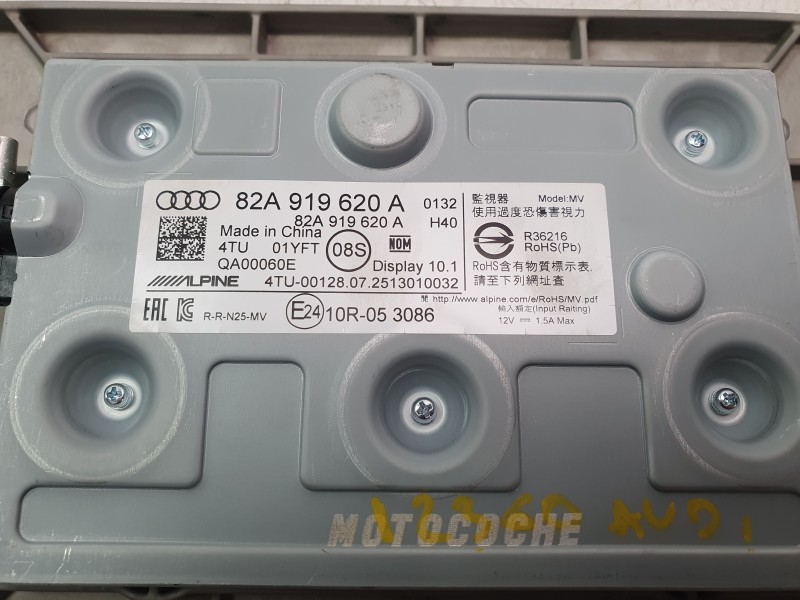 82A 919 620 A 0132
82A 919 620 A H40
Made in China
4TU 01YFT 08S NOM
QA00060E Display 10.1
ALPINE 4TU-00128.07.2513010032
EAC R-R-N25-MV E24 10R-05 3086
監視器 Model:MV
使用過度恐傷害視力
R36216
RoHS(Pb)
RoHS含有物質標示表,
請至下列網址查
閱 http://www.alpine.com/e/RoHS/MV.pdf
輸入額定(Input Raiting)
12V ⎓ 1.5A Max
MOTOCOCHE
AUDI